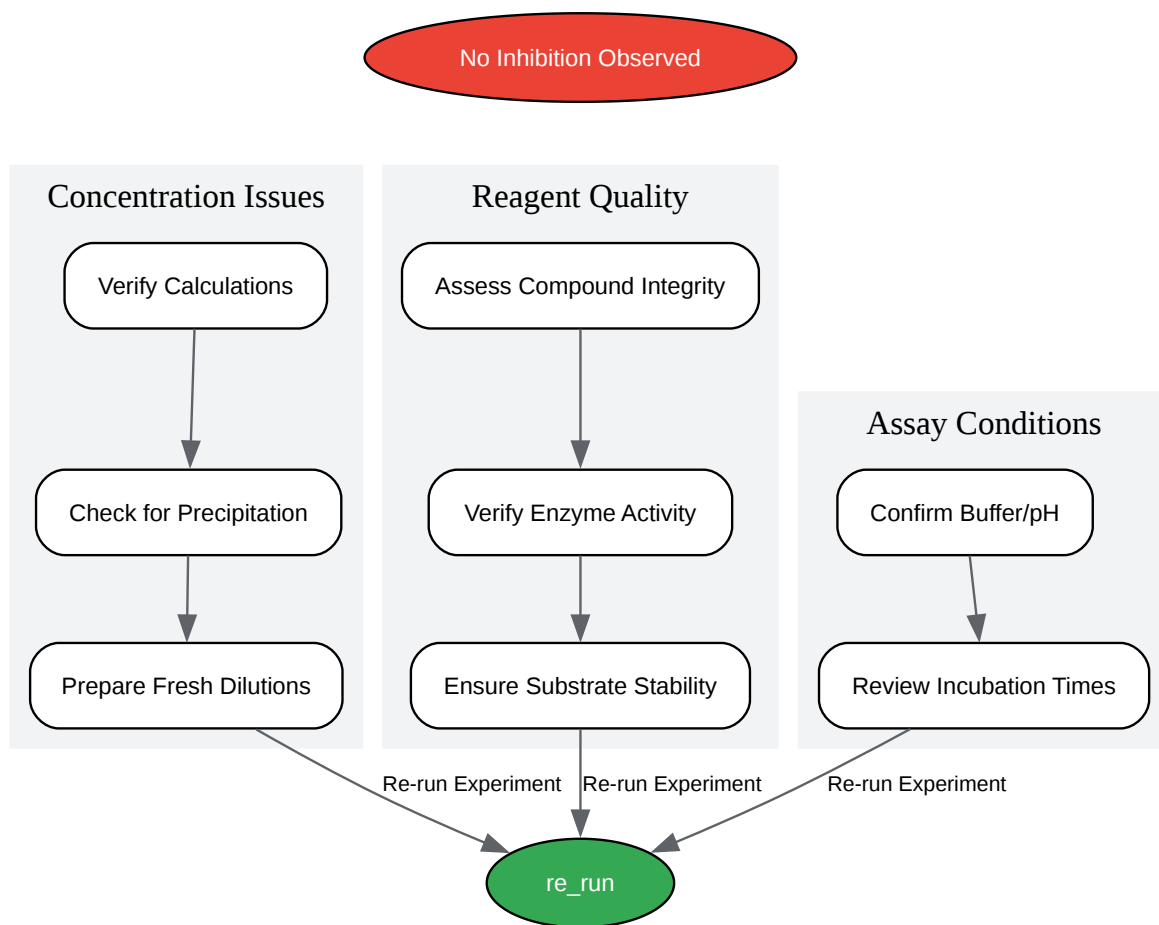 No Inhibition Observed
Concentration Issues
Verify Calculations
Check for Precipitation
Prepare Fresh Dilutions
Reagent Quality
Assess Compound Integrity
Verify Enzyme Activity
Ensure Substrate Stability
Assay Conditions
Confirm Buffer/pH
Review Incubation Times
Re-run Experiment
Re-run Experiment
Re-run Experiment
re_run